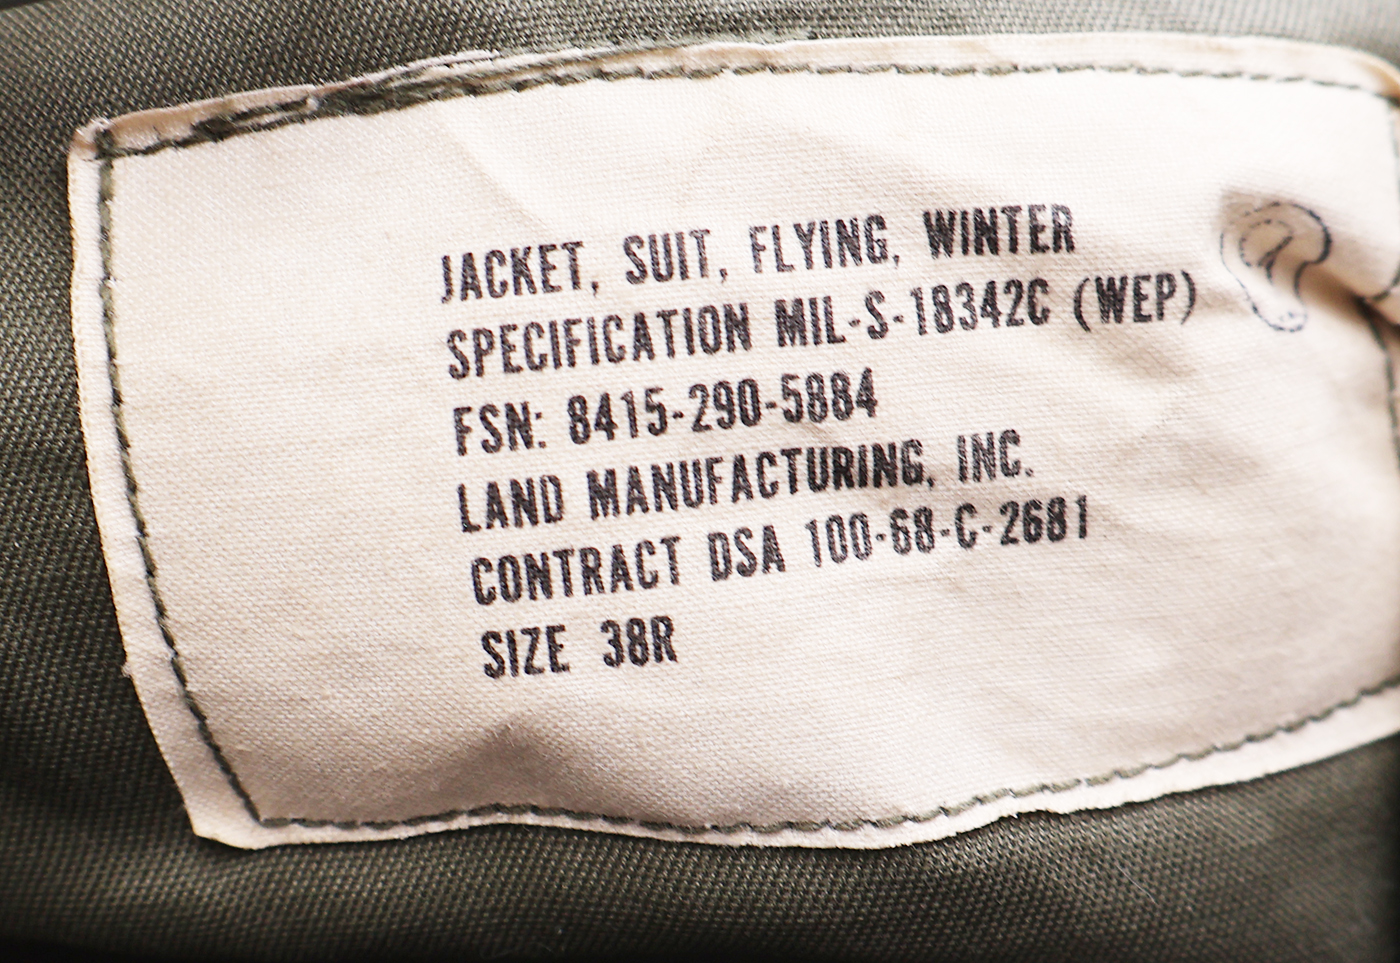 JACKET, SUIT, FLYING, WINTER
SPECIFICATION MIL-S-18342C (WEP)
FSN: 8415-290-5884
LAND MANUFACTURING, INC.
CONTRACT DSA 100-68-C-2681
SIZE 38R